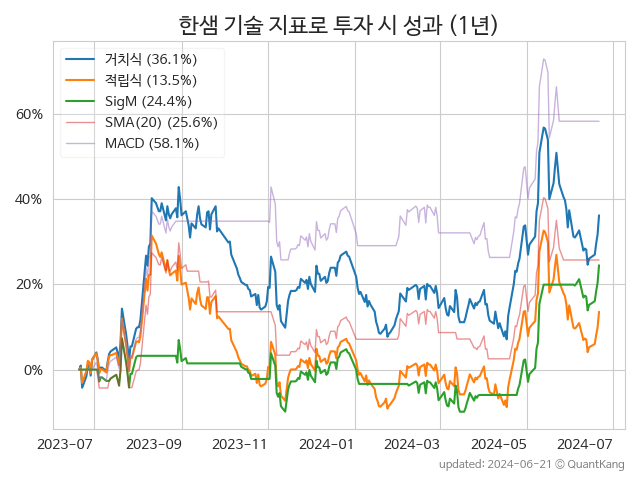 한샘 기술 지표로 투자 시 성과 (1년)
거치식 (36.1%)
적립식 (13.5%)
SigM (24.4%)
SMA(20) (25.6%)
MACD (58.1%)
60%
40%
20%
0%
2023-07 2023-09 2023-11 2024-01 2024-03 2024-05 2024-07
updated: 2024-06-21 © QuantKang